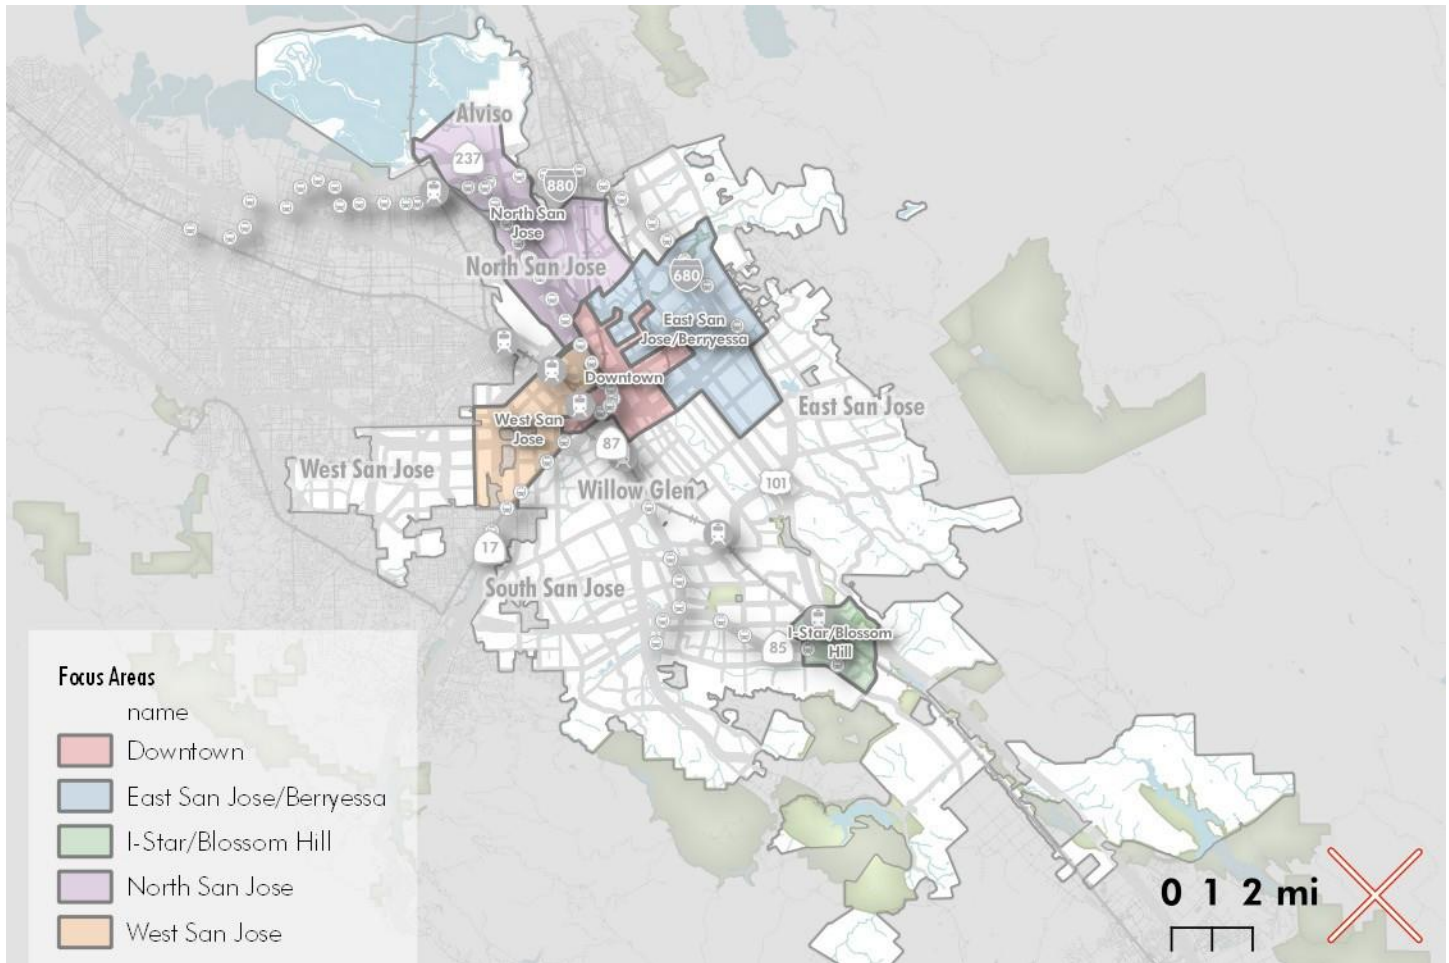 Alviso
237
880
North San
Jose
North San Jose
680
East San
Jose/Berryessa
Downtown
West San
Jose
East San Jose
87
West San Jose
101
Willow Glen
17
South San Jose
I-Star/Blossom
Hill
85
Focus Areas
name
Downtown
East San Jose/Berryessa
I-Star/Blossom Hill
North San Jose
West San Jose
0 1 2 mi